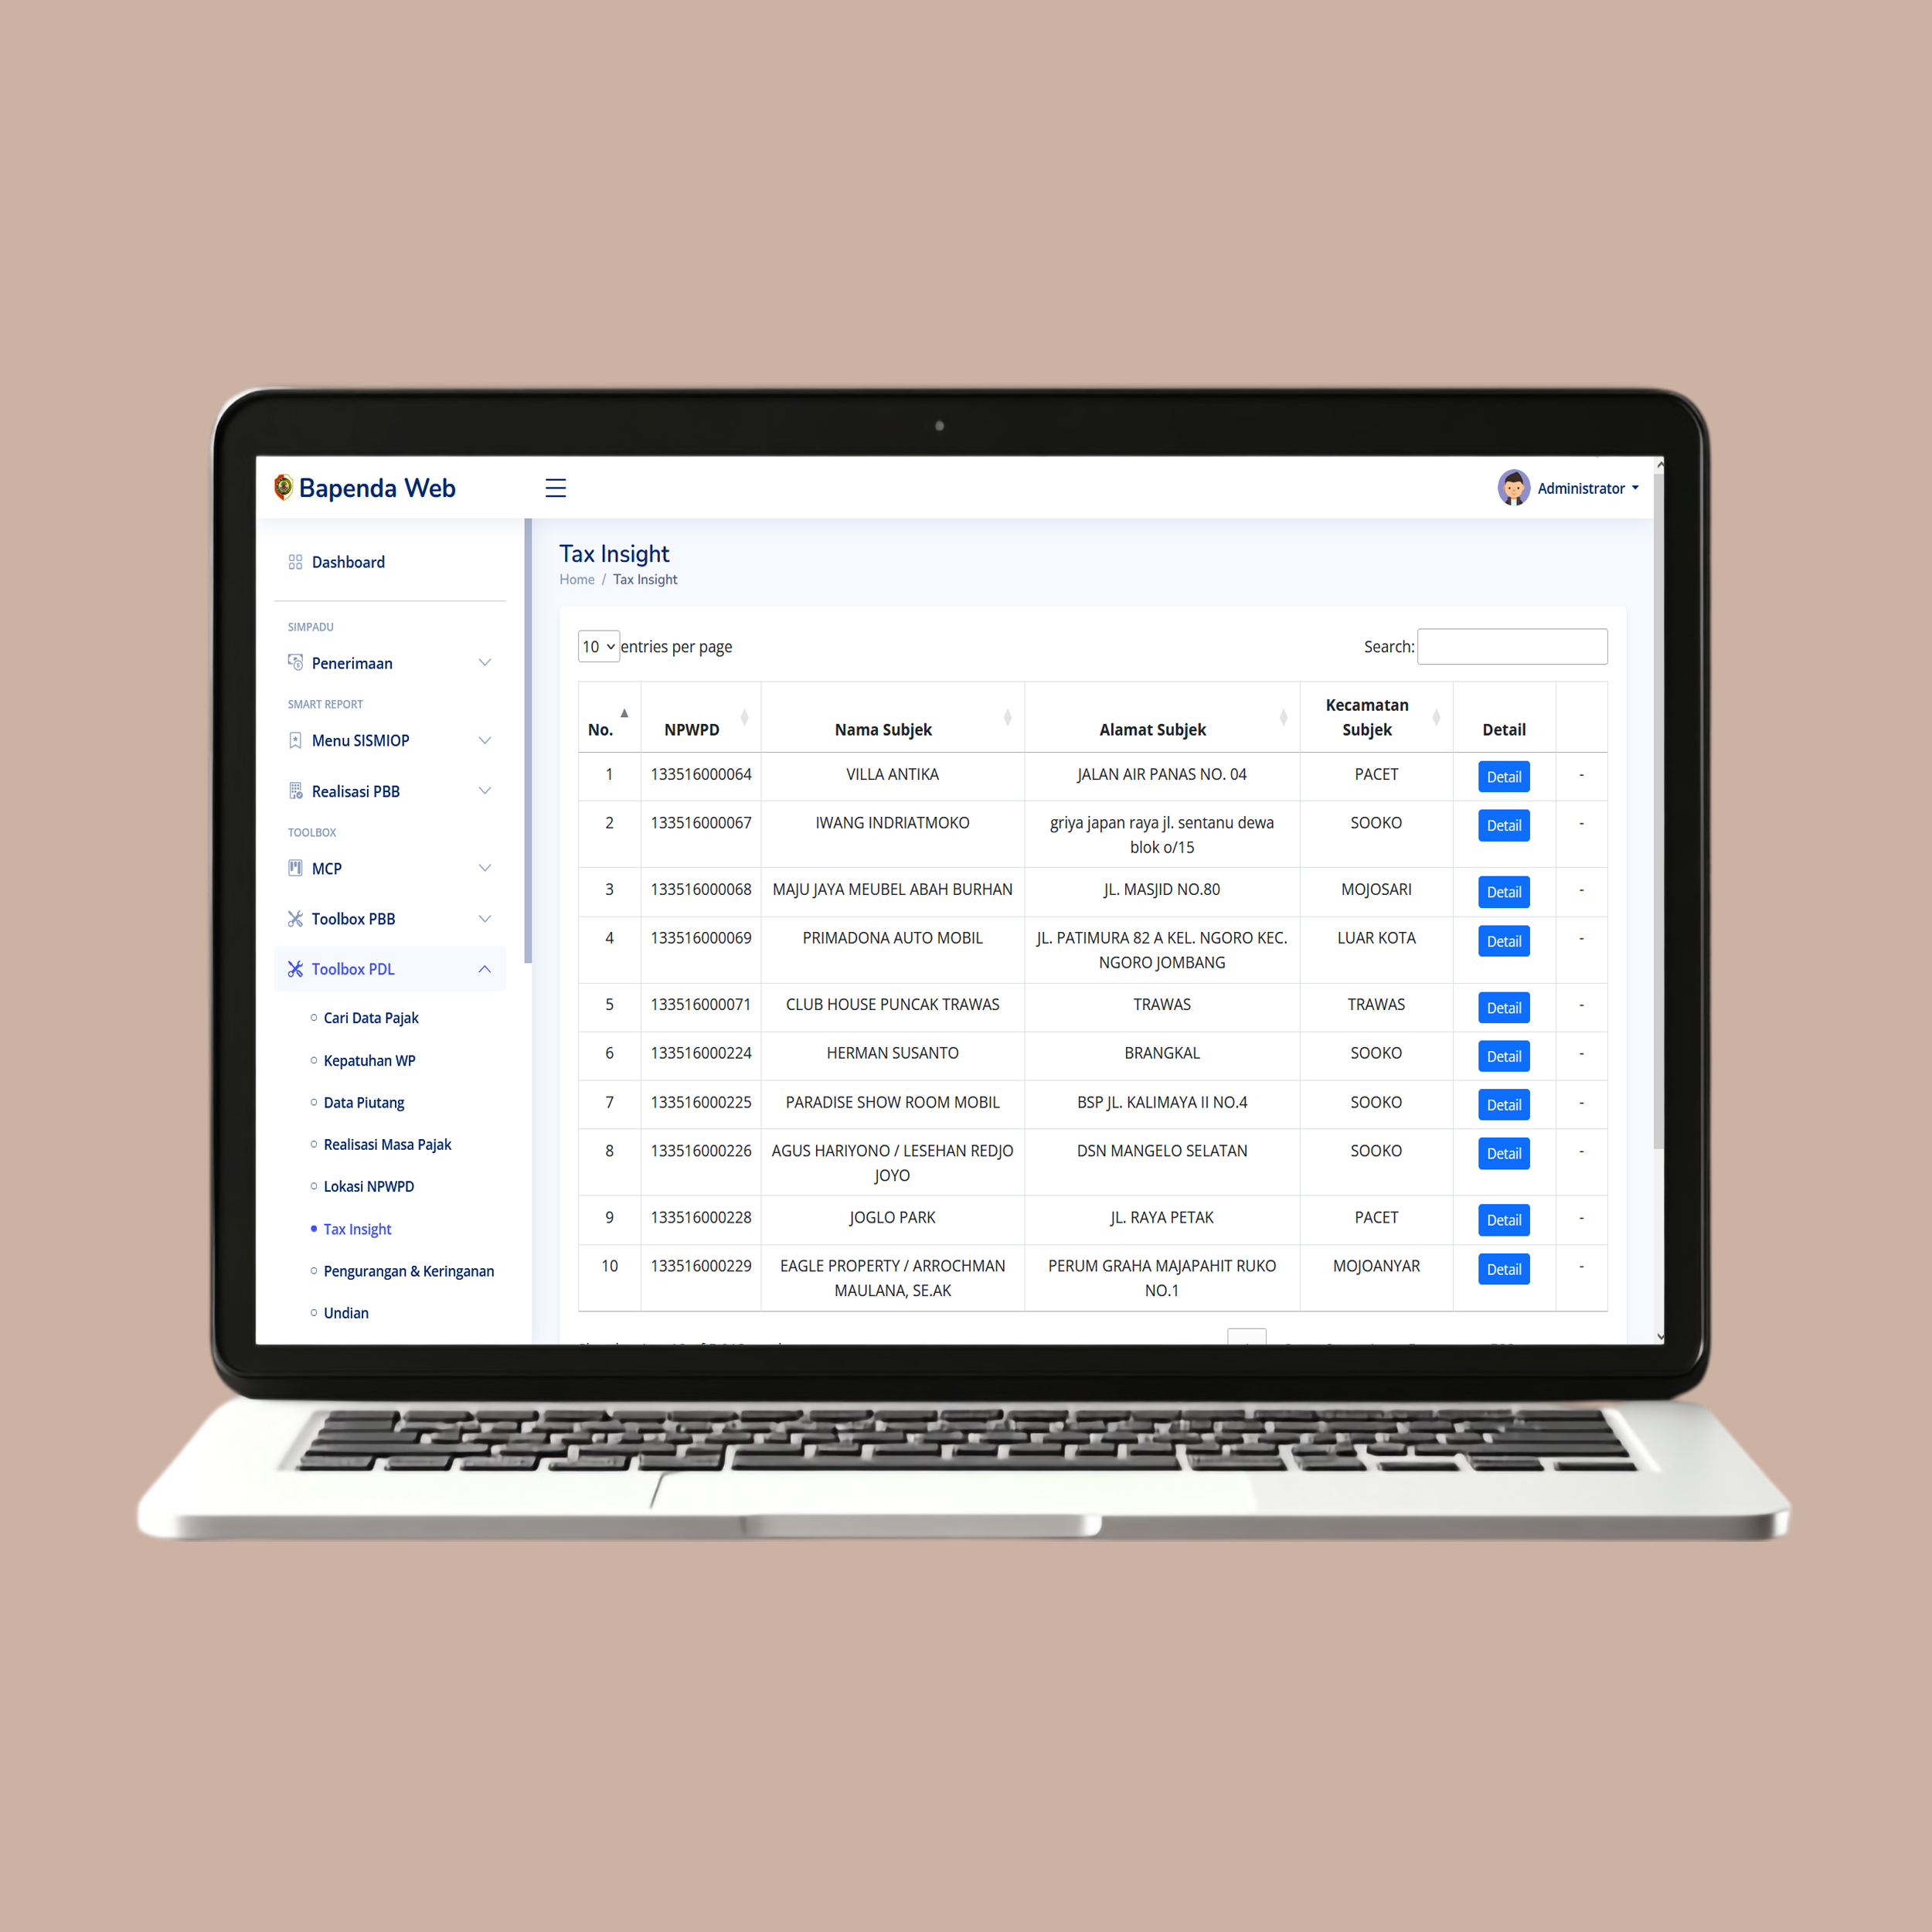 Bapenda Web
Administrator
Dashboard
SIMPADU
Penerimaan
SMART REPORT
Menu SISMIOP
Realisasi PBB
TOOLBOX
MCP
Toolbox PBB
Toolbox PDL
Cari Data Pajak
Kepatuhan WP
Data Piutang
Realisasi Masa Pajak
Lokasi NPWPD
Tax Insight
Pengurangan & Keringanan
Undian
Tax Insight
Home / Tax Insight
10 entries per page
Search:
No. NPWPD Nama Subjek Alamat Subjek Kecamatan Subjek Detail
1 133516000064 VILLA ANTIKA JALAN AIR PANAS NO. 04 PACET Detail -
2 133516000067 IWANG INDRIATMOKO griya japan raya jl. sentanu dewa blok o/15 SOOKO Detail -
3 133516000068 MAJU JAYA MEUBEL ABAH BURHAN JL. MASJID NO.80 MOJOSARI Detail -
4 133516000069 PRIMADONA AUTO MOBIL JL. PATIMURA 82 A KEL. NGORO KEC. NGORO JOMBANG LUAR KOTA Detail -
5 133516000071 CLUB HOUSE PUNCAK TRAWAS TRAWAS TRAWAS Detail -
6 133516000224 HERMAN SUSANTO BRANGKAL SOOKO Detail -
7 133516000225 PARADISE SHOW ROOM MOBIL BSP JL. KALIMAYA II NO.4 SOOKO Detail -
8 133516000226 AGUS HARIYONO / LESEHAN REDJO JOYO DSN MANGELO SELATAN SOOKO Detail -
9 133516000228 JOGLO PARK JL. RAYA PETAK PACET Detail -
10 133516000229 EAGLE PROPERTY / ARROCHMAN MAULANA, SE.AK PERUM GRAHA MAJAPAHIT RUKO NO.1 MOJOANYAR Detail -